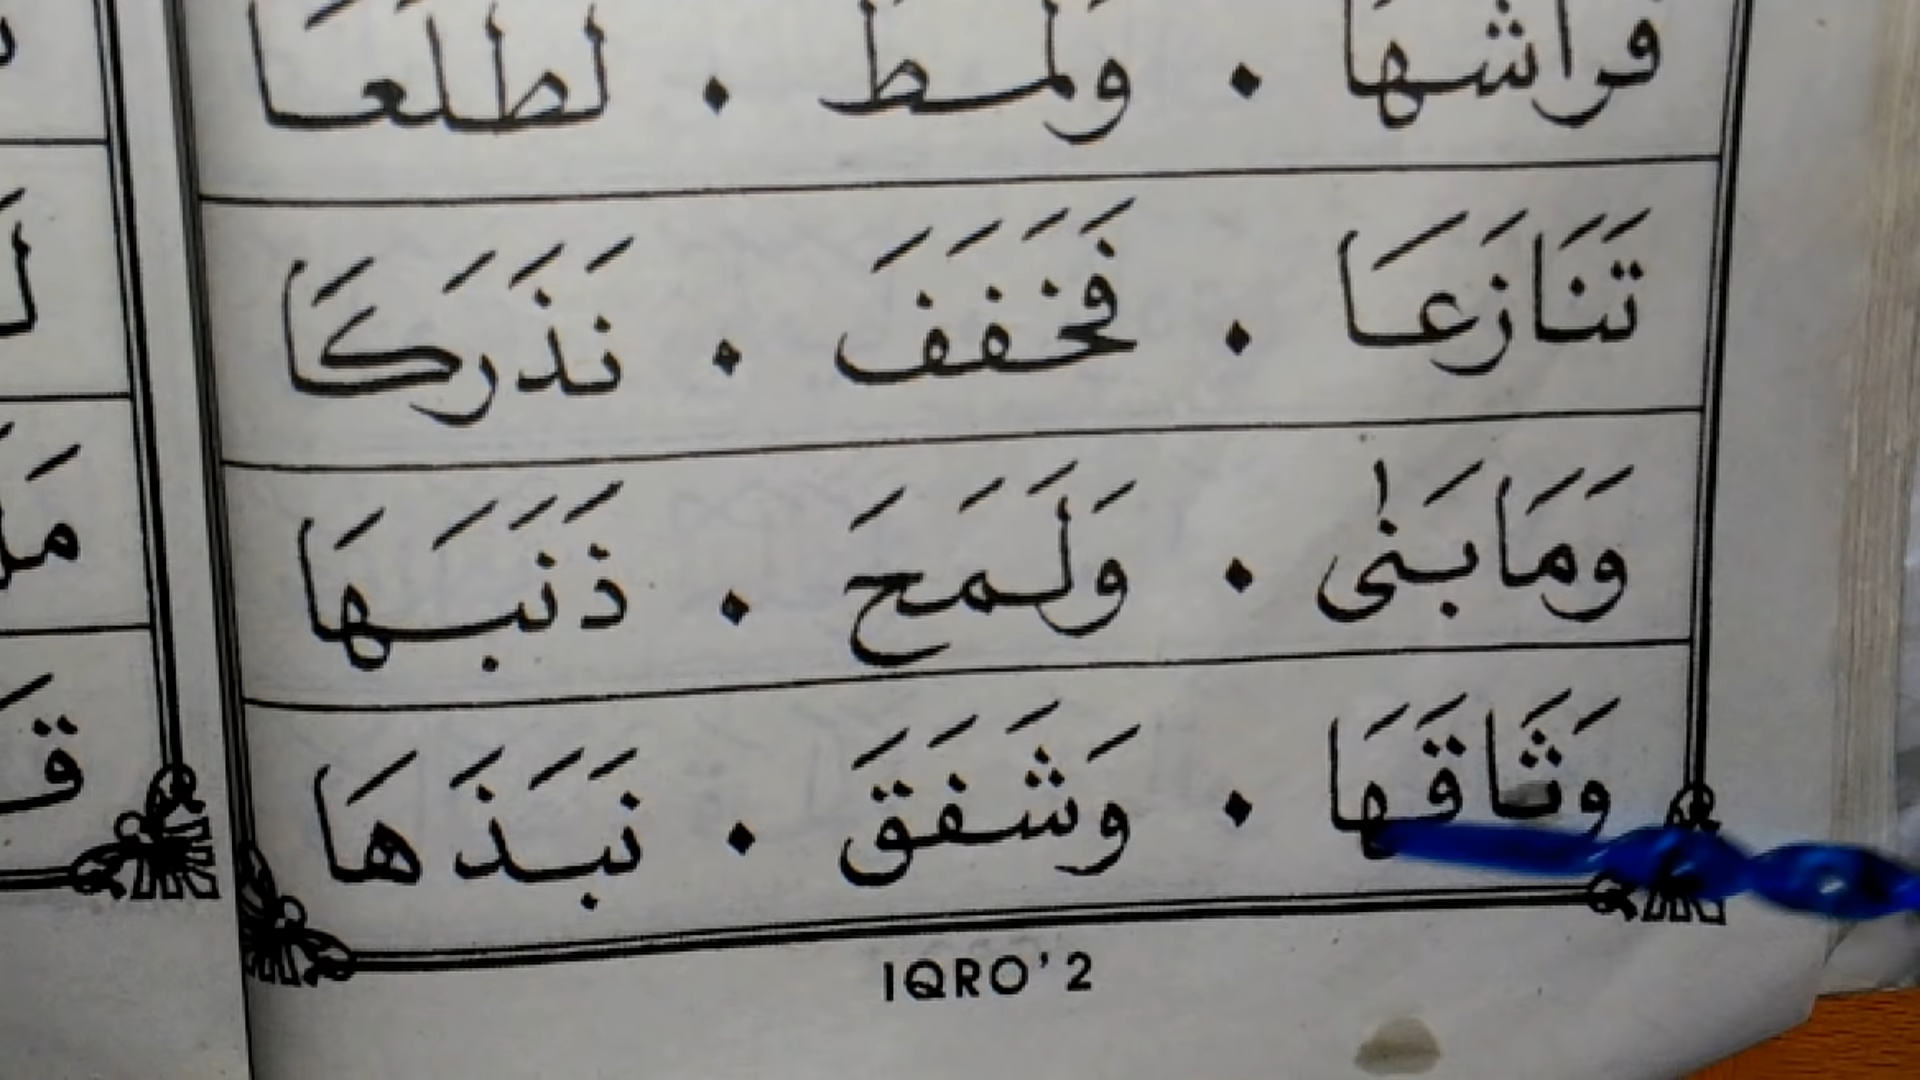 فراشها • ولمط • لطلعا
تَنَازَعَا • فَخَفَفَ • نَذَرَكَا
وَمَابَنٰى • وَلَمَحَ • ذَنَبَهَا
وَثَاقَهَا • وَشَفَقَ • نَبَذَهَا
IQRO' 2